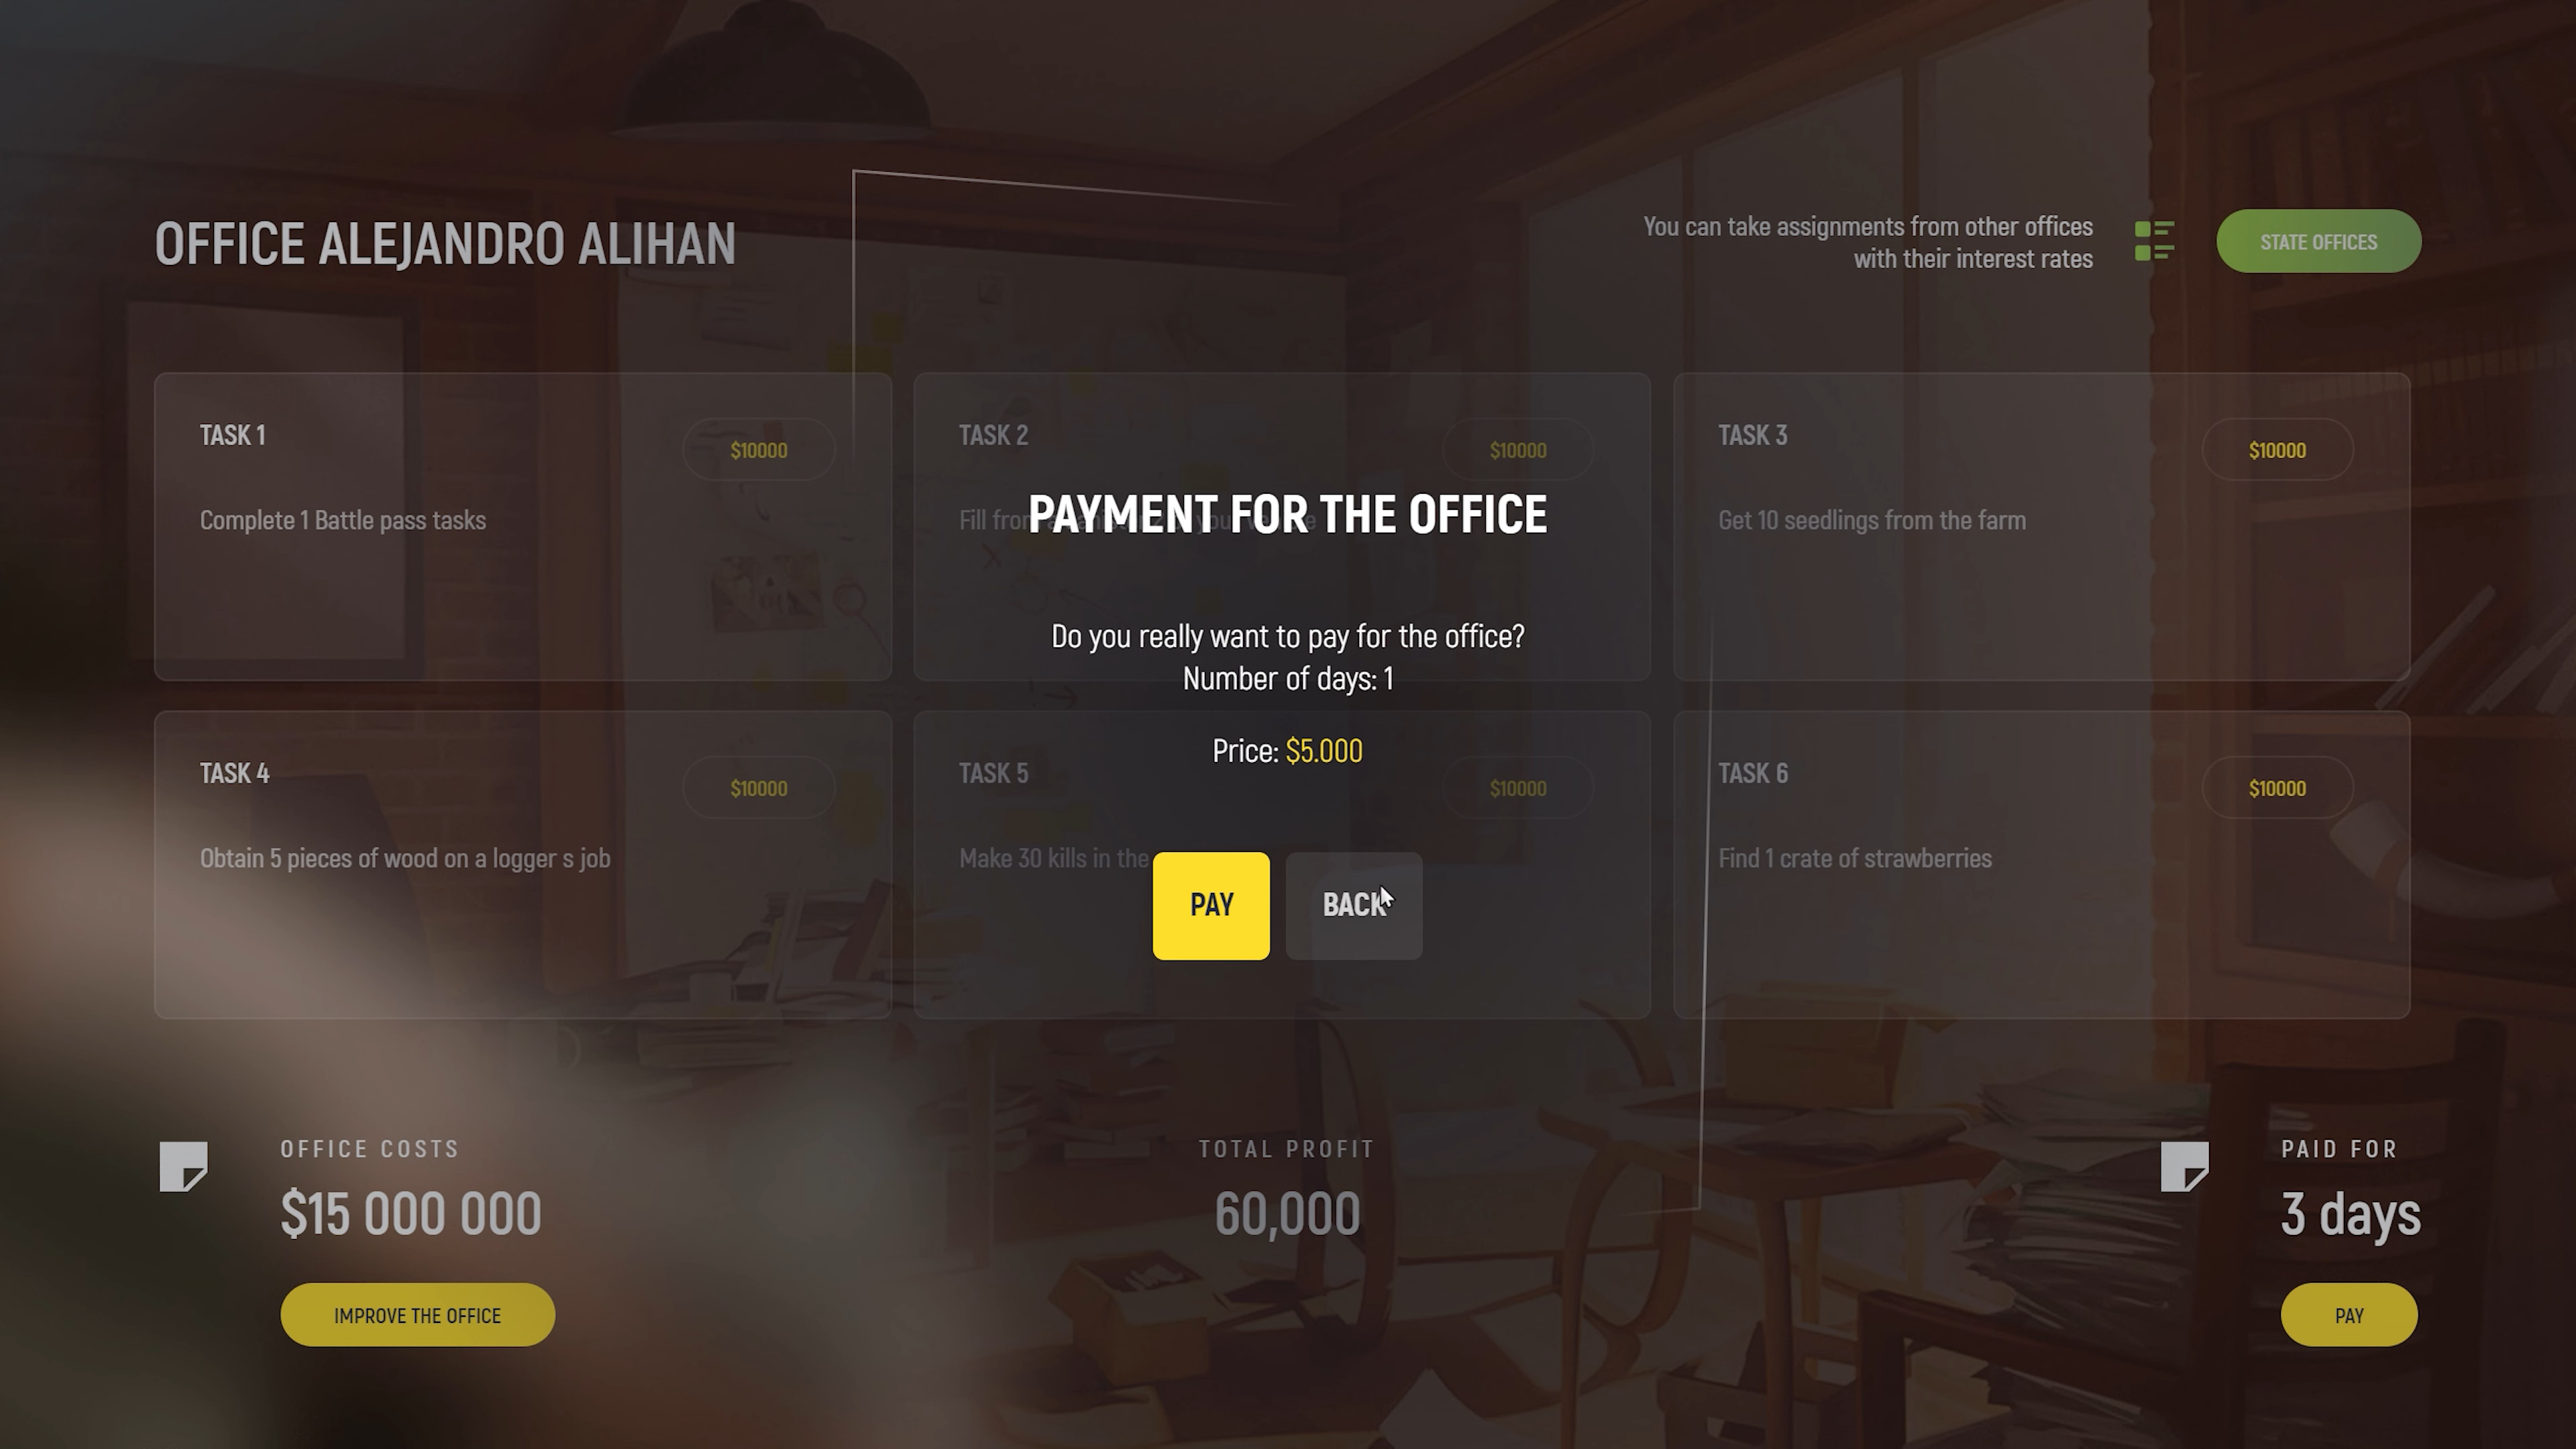 OFFICE ALEJANDRO ALIHAN
You can take assignments from other offices
with their interest rates
STATE OFFICES
TASK 1
$10000
Complete 1 Battle pass tasks
TASK 2
$10000
Fill from
TASK 3
$10000
Get 10 seedlings from the farm
PAYMENT FOR THE OFFICE
Do you really want to pay for the office?
Number of days: 1
Price: $5.000
PAY
BACK
TASK 4
$10000
Obtain 5 pieces of wood on a logger s job
TASK 5
$10000
Make 30 kills in the
TASK 6
$10000
Find 1 crate of strawberries
OFFICE COSTS
$15 000 000
IMPROVE THE OFFICE
TOTAL PROFIT
60,000
PAID FOR
3 days
PAY